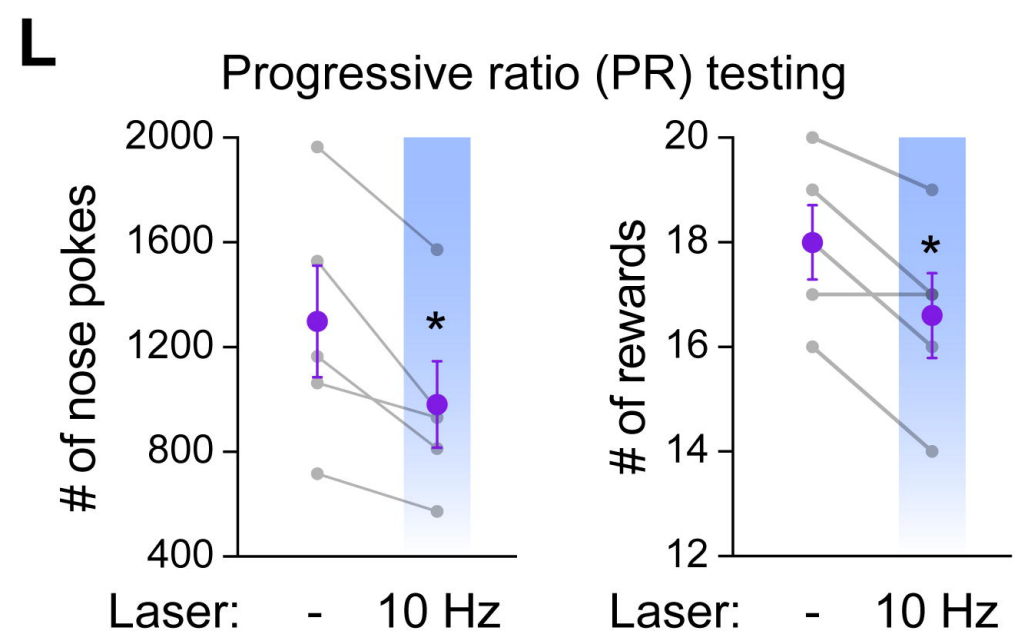 L
Progressive ratio (PR) testing
# of nose pokes
2000
1600
1200
800
400
*
Laser: - 10 Hz
# of rewards
20
18
16
14
12
*
Laser: - 10 Hz